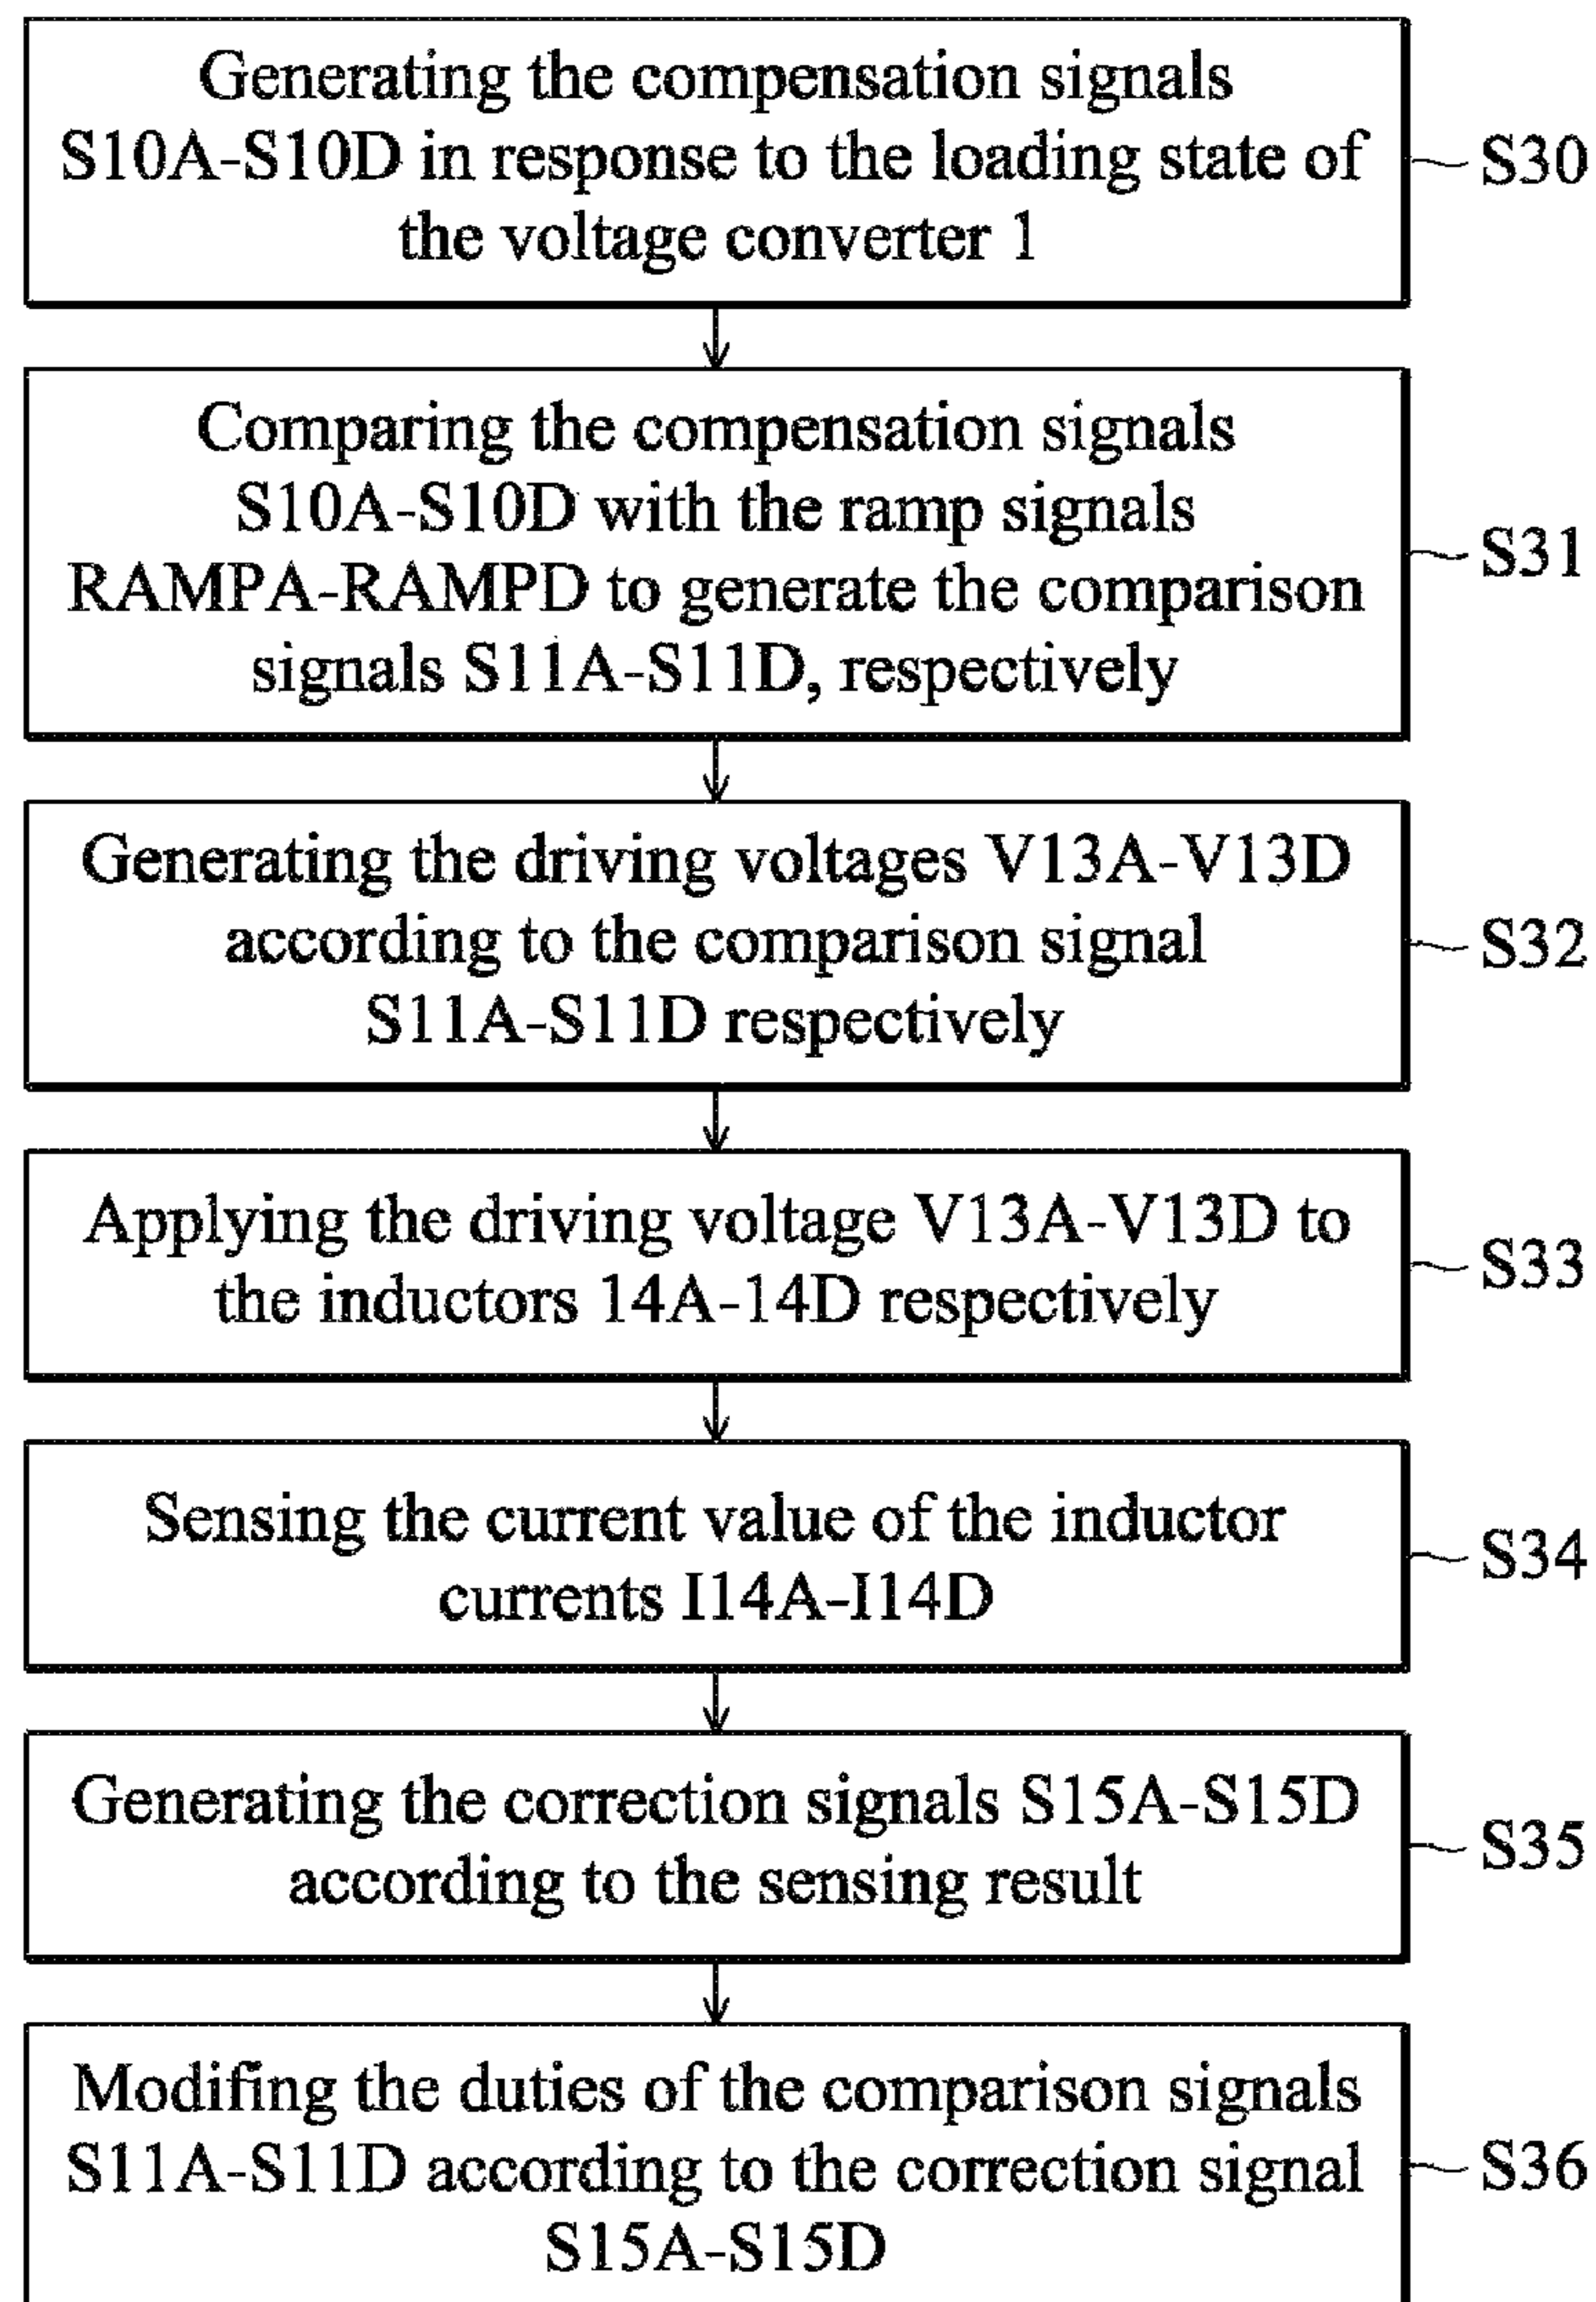 Generating the compensation signals
S10A-S10D in response to the loading state of
the voltage converter 1
S30
Comparing the compensation signals
S10A-S10D with the ramp signals
RAMPA-RAMPD to generate the comparison
signals S11A-S11D, respectively
S31
Generating the driving voltages V13A-V13D
according to the comparison signal
S11A-S11D respectively
S32
Applying the driving voltage V13A-V13D to
the inductors 14A-14D respectively
S33
Sensing the current value of the inductor
currents I14A-I14D
S34
Generating the correction signals S15A-S15D
according to the sensing result
S35
Modifing the duties of the comparison signals
S11A-S11D according to the correction signal
S15A-S15D
S36